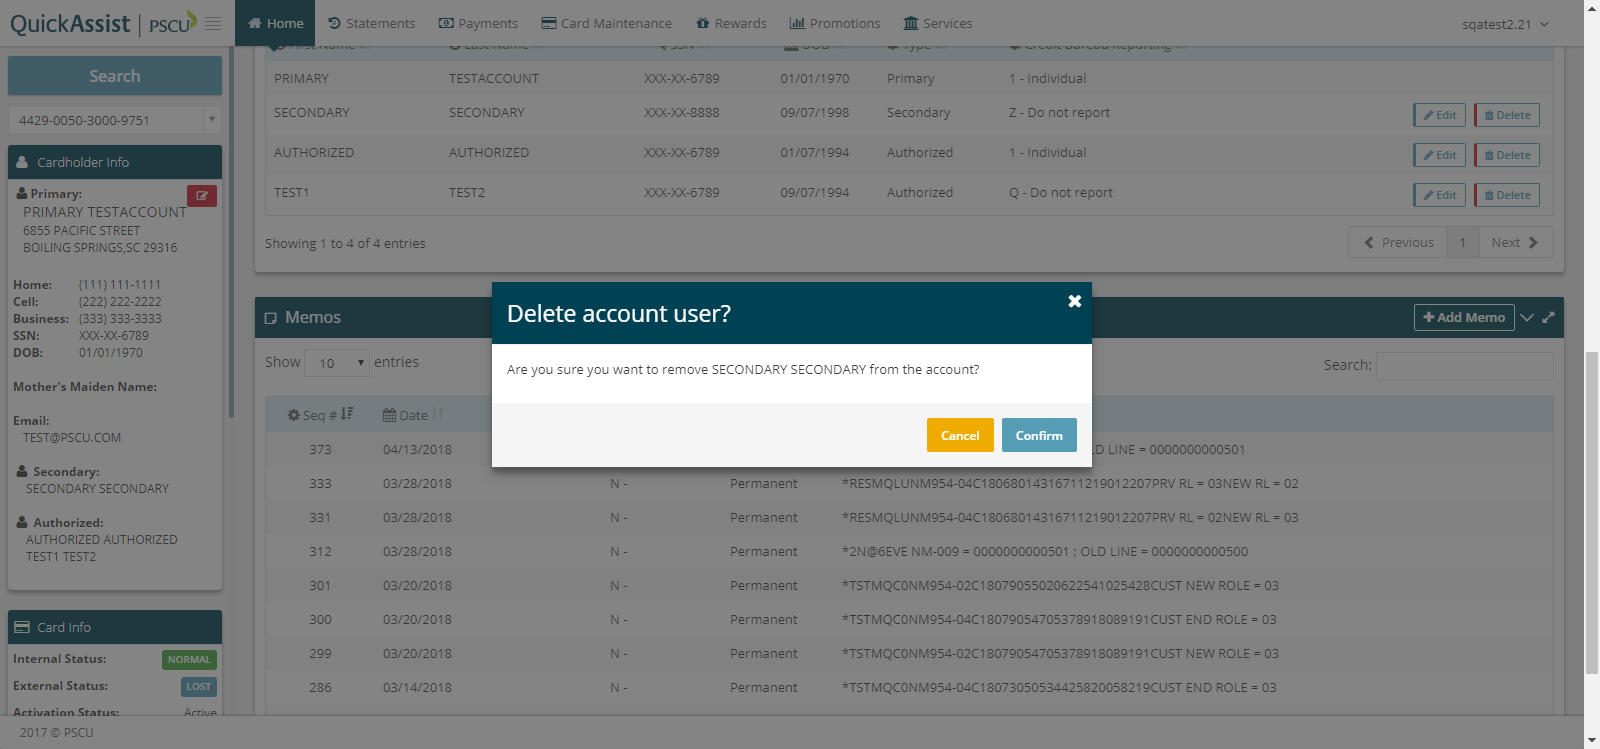 QuickAssist | PSCU Home Statements Payments Card Maintenance Rewards Promotions Services sqatest2.21
Search
4429-0050-3000-9751
Cardholder Info
Primary:
PRIMARY TESTACCOUNT
6855 PACIFIC STREET
BOILING SPRINGS,SC 29316
Home: (111) 111-1111
Cell: (222) 222-2222
Business: (333) 333-3333
SSN: XXX-XX-6789
DOB: 01/01/1970
Mother's Maiden Name:
Email:
TEST@PSCU.COM
Secondary:
SECONDARY SECONDARY
Authorized:
AUTHORIZED AUTHORIZED
TEST1 TEST2
Card Info
Internal Status: NORMAL
External Status: LOST
Activation Status: Active
First Name Last Name SSN DOB Type Credit Bureau Reporting
PRIMARY TESTACCOUNT XXX-XX-6789 01/01/1970 Primary 1 - Individual
SECONDARY SECONDARY XXX-XX-8888 09/07/1998 Secondary Z - Do not report Edit Delete
AUTHORIZED AUTHORIZED XXX-XX-6789 01/07/1994 Authorized 1 - Individual Edit Delete
TEST1 TEST2 XXX-XX-6789 09/07/1994 Authorized Q - Do not report Edit Delete
Showing 1 to 4 of 4 entries Previous 1 Next
Delete account user?
Are you sure you want to remove SECONDARY SECONDARY from the account?
Cancel Confirm
Memos Add Memo
Show 10 entries Search:
Seq # Date
373 04/13/2018 LD LINE = 0000000000501
333 03/28/2018 N - Permanent *RESMQLUNM954-04C18068014316711219012207PRV RL = 03NEW RL = 02
331 03/28/2018 N - Permanent *RESMQLUNM954-04C18068014316711219012207PRV RL = 02NEW RL = 03
312 03/28/2018 N - Permanent *2N@6EVE NM-009 = 0000000000501 ; OLD LINE = 0000000000500
301 03/20/2018 N - Permanent *TSTMQC0NM954-02C18079055020622541025428CUST NEW ROLE = 03
300 03/20/2018 N - Permanent *TSTMQC0NM954-04C18079054705378918089191CUST END ROLE = 03
299 03/20/2018 N - Permanent *TSTMQC0NM954-02C18079054705378918089191CUST NEW ROLE = 03
286 03/14/2018 N - Permanent *TSTMQC0NM954-04C18073050534425820058219CUST END ROLE = 03
2017 © PSCU